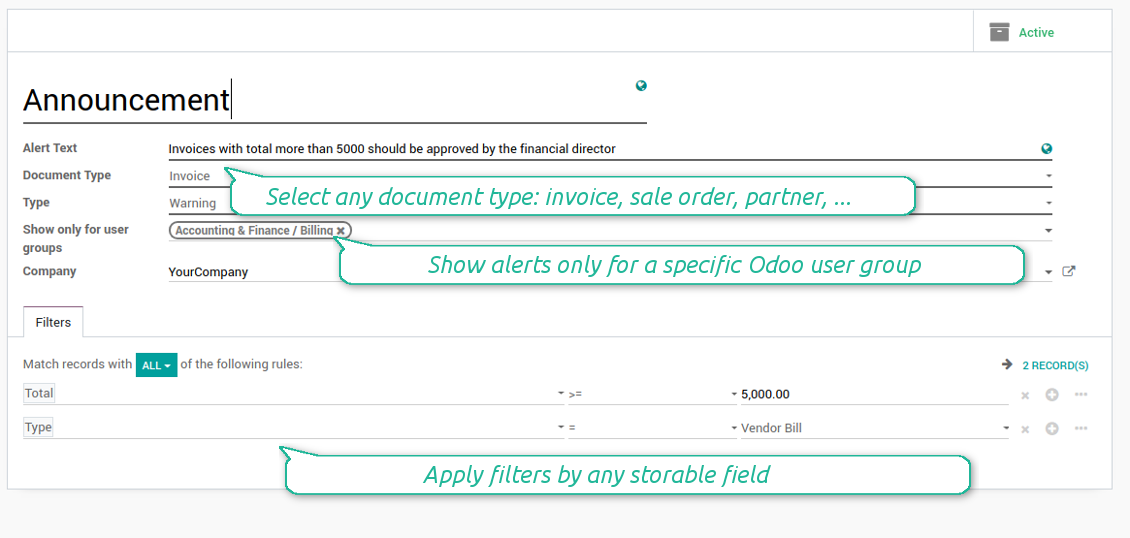 Active
Announcement
Alert Text
Invoices with total more than 5000 should be approved by the financial director
Document Type
Invoice
Select any document type: invoice, sale order, partner, ...
Type
Warning
Show only for user
groups
Accounting & Finance / Billing ×
Show alerts only for a specific Odoo user group
Company
YourCompany
Filters
Match records with ALL of the following rules:
2 RECORD(S)
Total >= 5,000.00
Type = Vendor Bill
Apply filters by any storable field